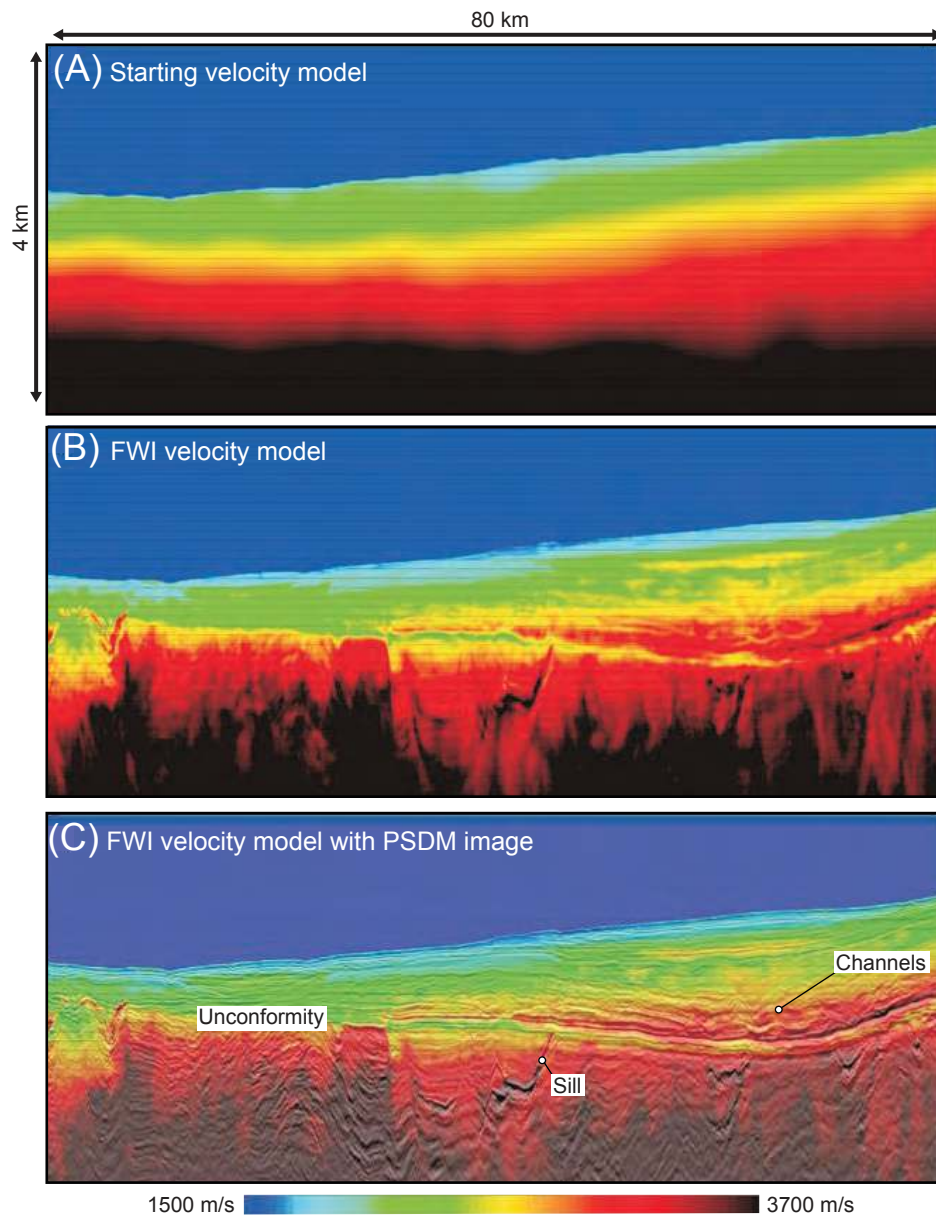 80 km
(A) Starting velocity model
4 km
(B) FWI velocity model
(C) FWI velocity model with PSDM image
Channels
Unconformity
Sill
1500 m/s
3700 m/s